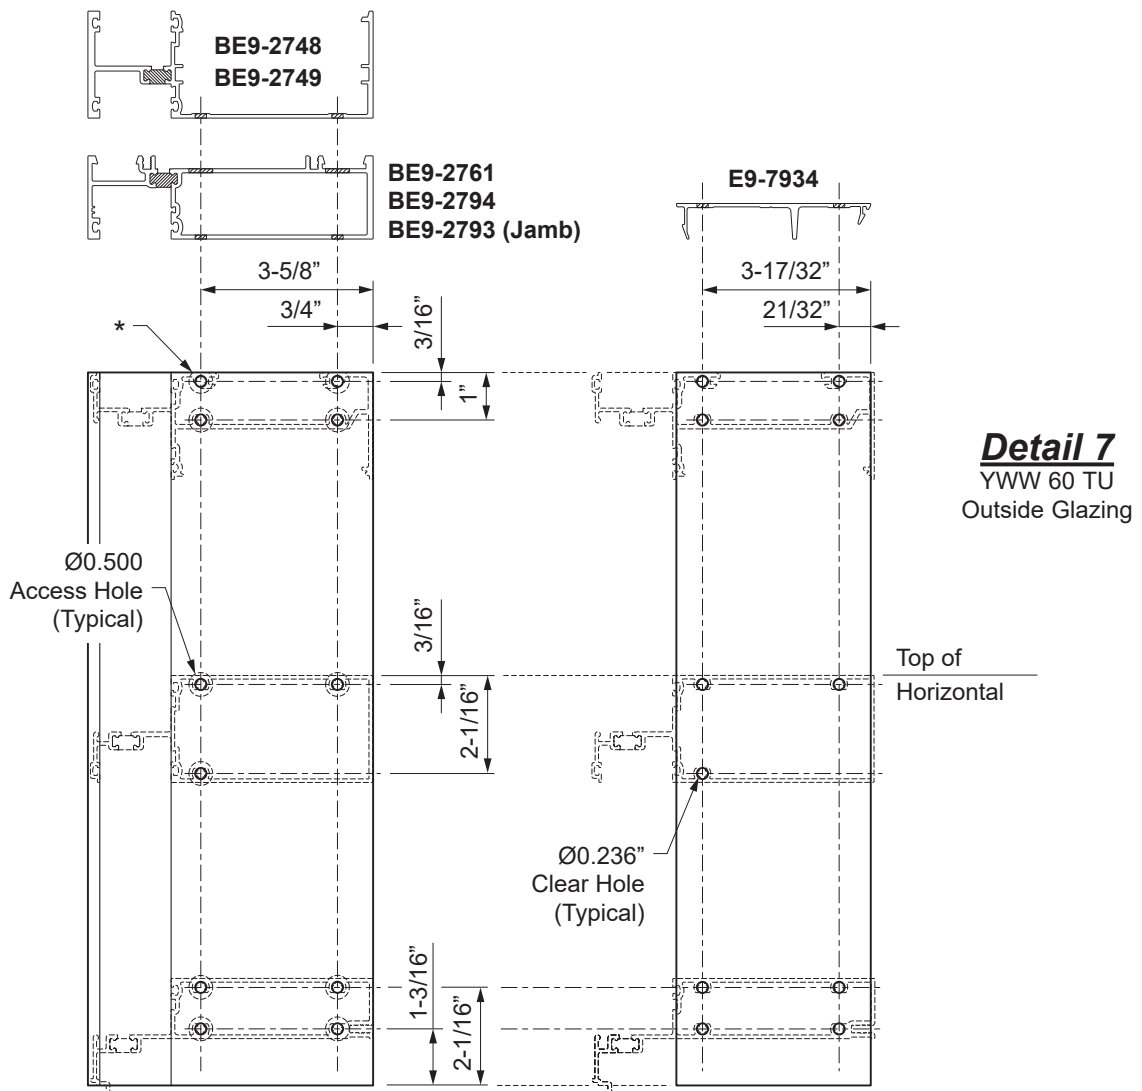 BE9-2748
BE9-2749
BE9-2761
BE9-2794
BE9-2793 (Jamb)
E9-7934
3-5/8”
3/4”
3/16”
3-17/32”
21/32”
*
1”
Detail 7
YWW 60 TU
Outside Glazing
Ø0.500
Access Hole
(Typical)
3/16”
Top of
Horizontal
2-1/16”
Ø0.236”
Clear Hole
(Typical)
1-3/16”
2-1/16”